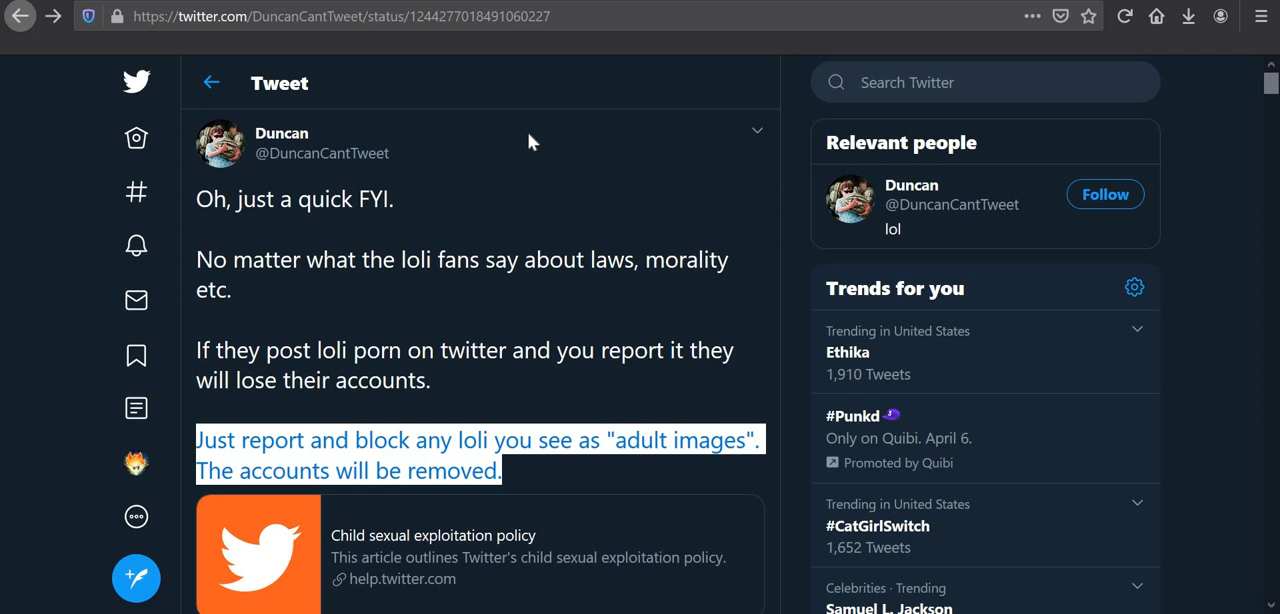 https://twitter.com/DuncanCantTweet/status/1244277018491060227
Tweet
Duncan
@DuncanCantTweet
Oh, just a quick FYI.
No matter what the loli fans say about laws, morality
etc.
If they post loli porn on twitter and you report it they
will lose their accounts.
Just report and block any loli you see as "adult images".
The accounts will be removed.
Child sexual exploitation policy
This article outlines Twitter's child sexual exploitation policy.
help.twitter.com
Search Twitter
Relevant people
Duncan
@DuncanCantTweet
Follow
lol
Trends for you
Trending in United States
Ethika
1,910 Tweets
#Punkd
Only on Quibi. April 6.
Promoted by Quibi
Trending in United States
#CatGirlSwitch
1,652 Tweets
Celebrities · Trending
Samuel L. Jackson